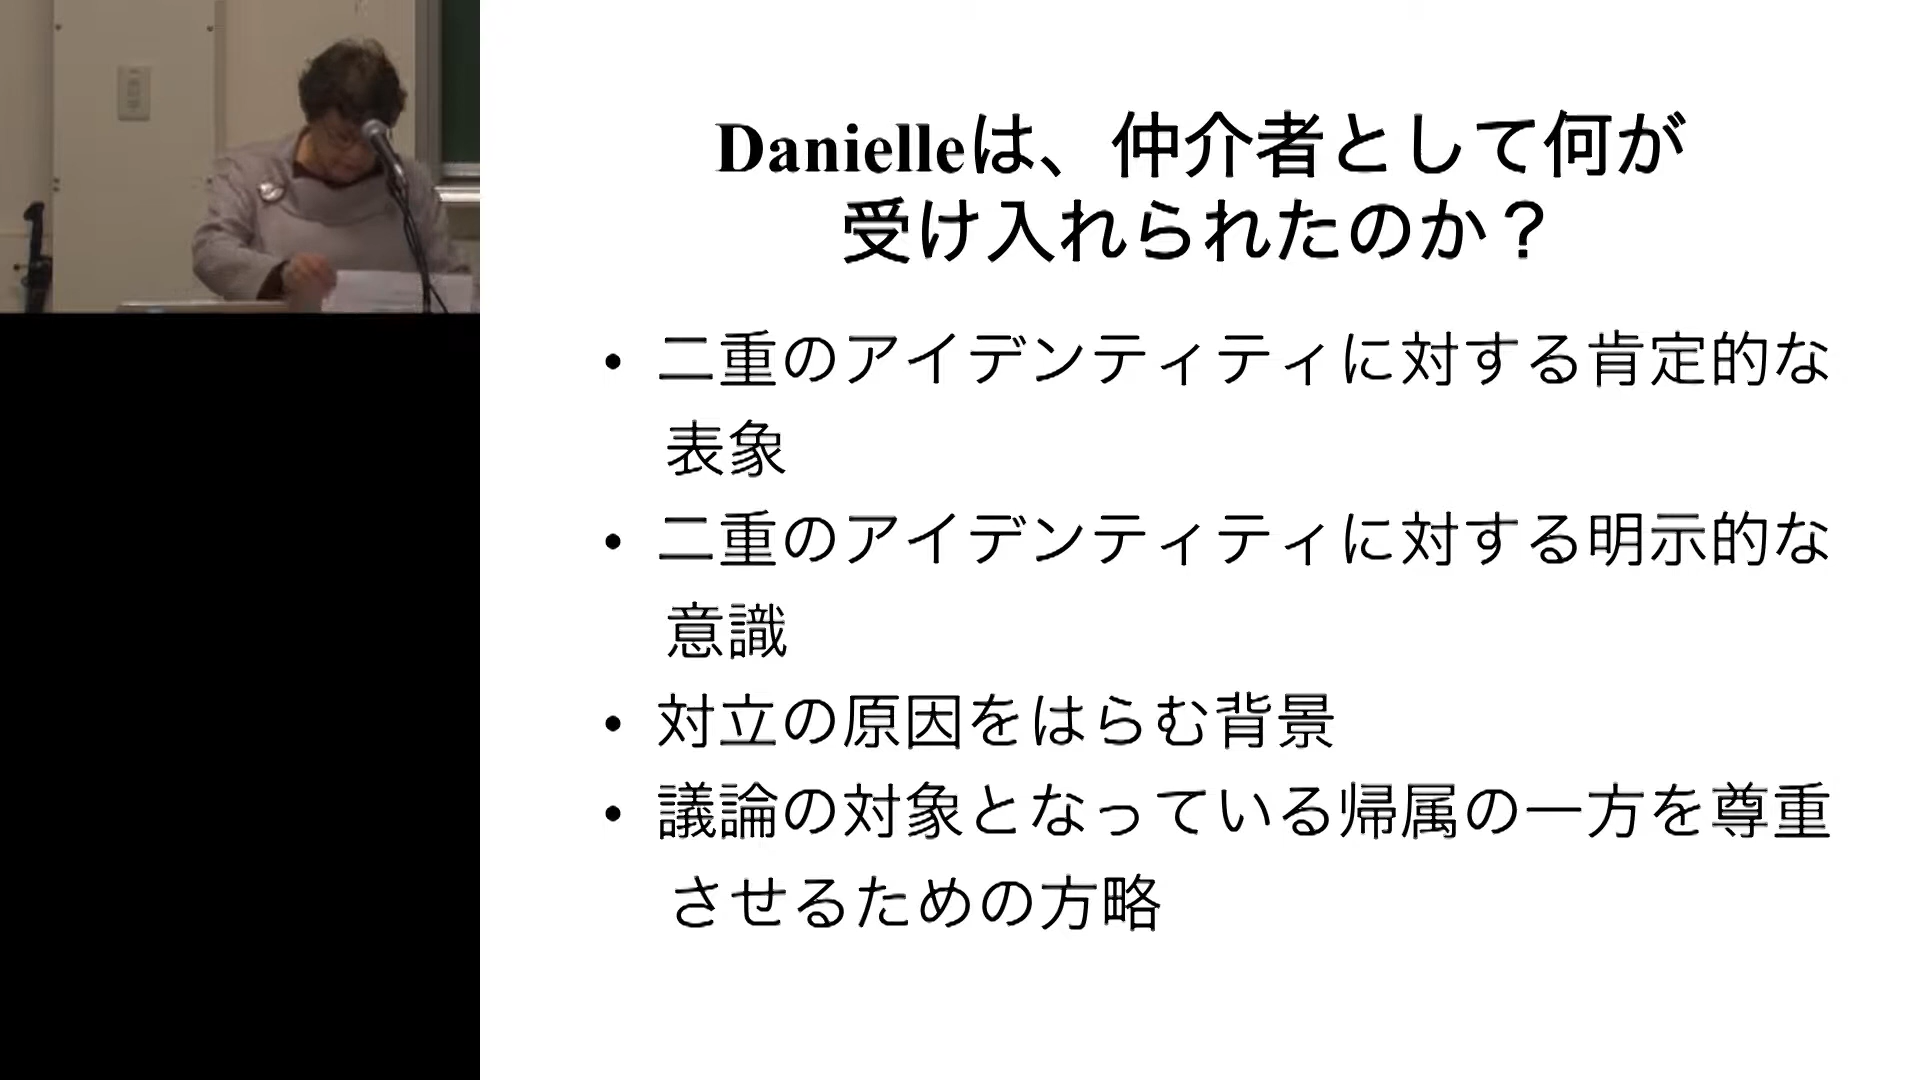 Danielleは、仲介者として何が
受け入れられたのか？
• 二重のアイデンティティに対する肯定的な
表象
• 二重のアイデンティティに対する明示的な
意識
• 対立の原因をはらむ背景
• 議論の対象となっている帰属の一方を尊重
させるための方略